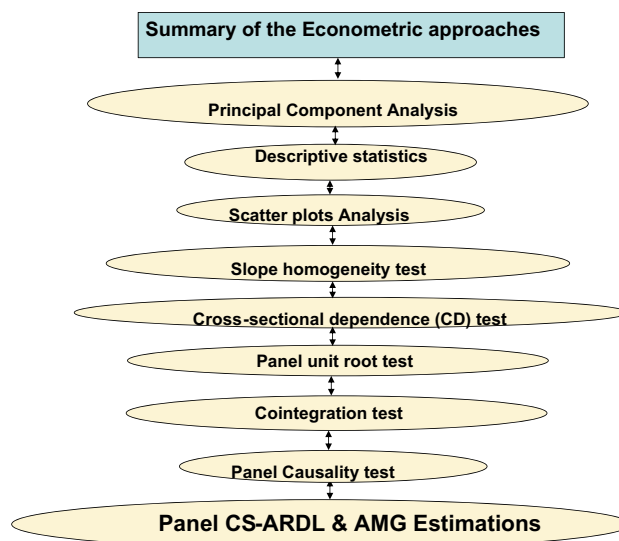 Summary of the Econometric approaches
Principal Component Analysis
Descriptive statistics
Scatter plots Analysis
Slope homogeneity test
Cross-sectional dependence (CD) test
Panel unit root test
Cointegration test
Panel Causality test
Panel CS-ARDL & AMG Estimations